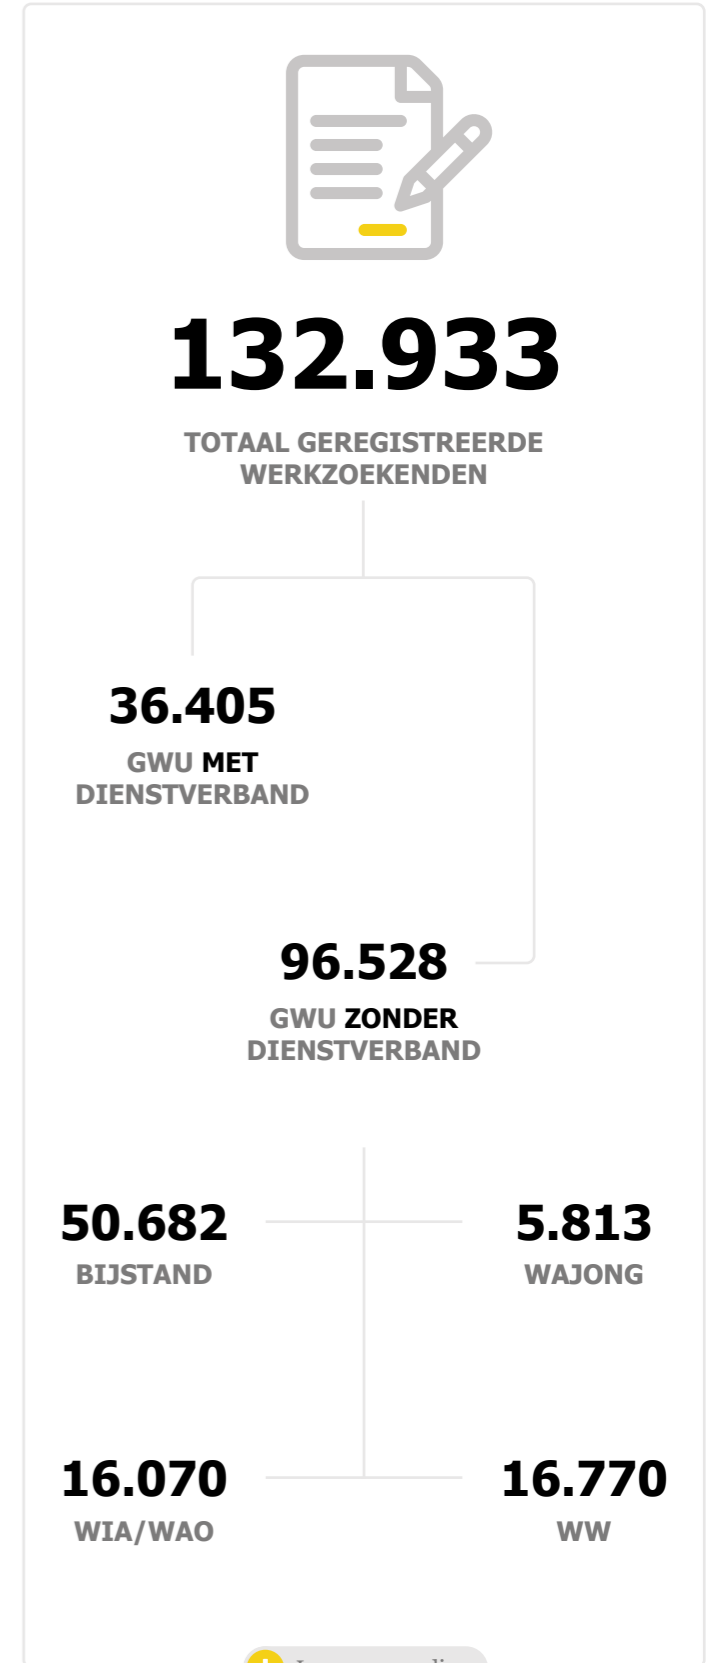 132.933
TOTAAL GEREGISTREERDE
WERKZOEKENDEN
36.405
GWU MET
DIENSTVERBAND
96.528
GWU ZONDER
DIENSTVERBAND
50.682
BIJSTAND
5.813
WAJONG
16.070
WIA/WAO
16.770
WW